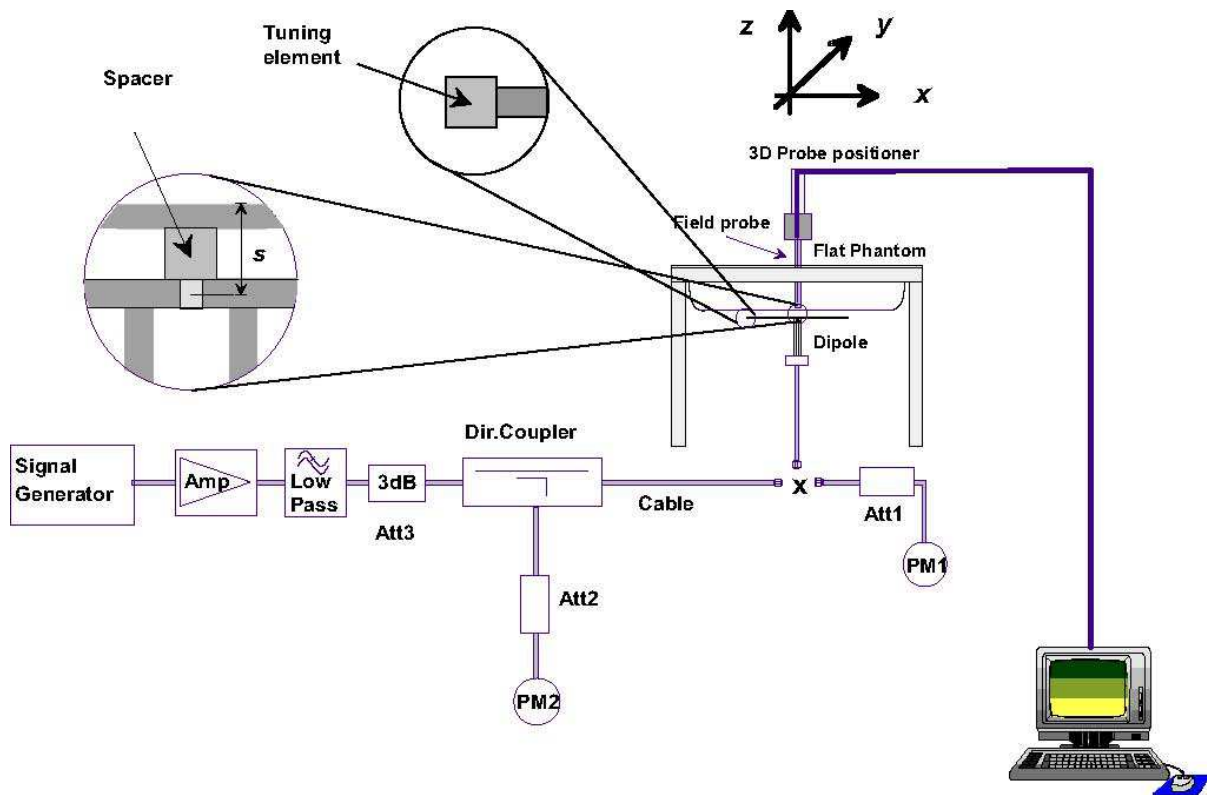 Tuning
element
Spacer
s
z
y
x
3D Probe positioner
Field probe
Flat Phantom
Dipole
Signal
Generator
Amp
Low
Pass
3dB
Att3
Dir.Coupler
Cable
x
Att1
PM1
Att2
PM2